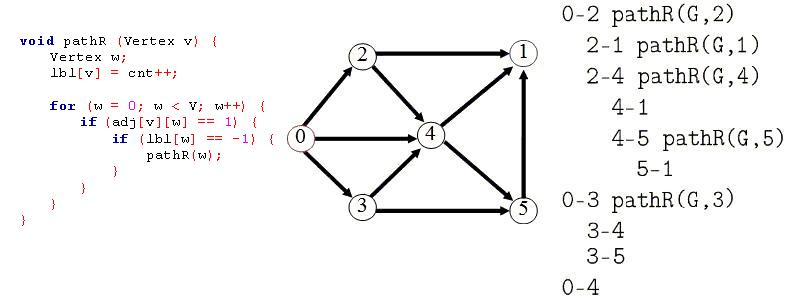 void pathR (Vertex v) {
Vertex w;
lbl[v] = cnt++;
for (w = 0; w < V; w++) {
if (adj[v][w] == 1) {
if (lbl[w] == -1) {
pathR(w);
}
}
}
}
2
1
0
4
3
5
0-2 pathR(G,2)
2-1 pathR(G,1)
2-4 pathR(G,4)
4-1
4-5 pathR(G,5)
5-1
0-3 pathR(G,3)
3-4
3-5
0-4